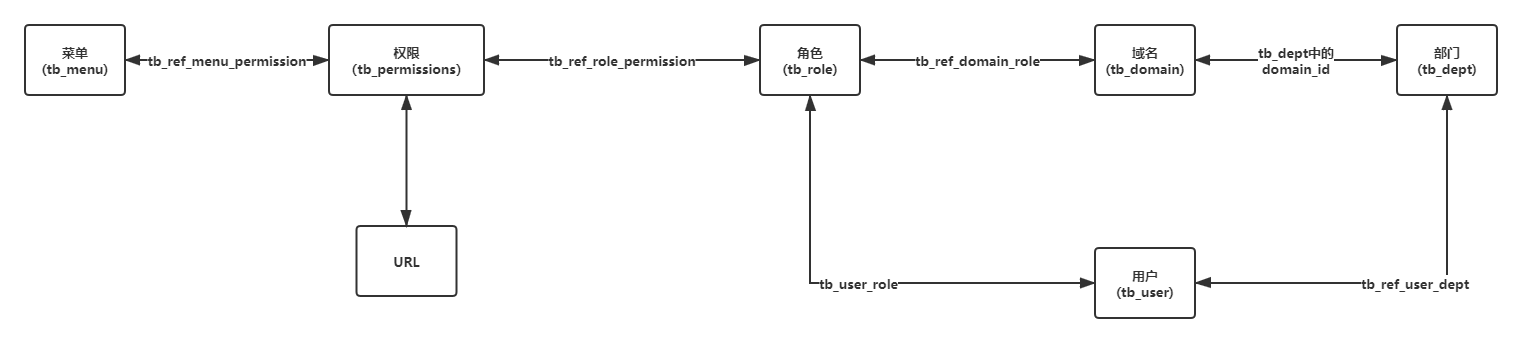 菜单
（tb_menu）
tb_ref_menu_permission
权限
（tb_permissions）
tb_ref_role_permission
角色
（tb_role）
tb_ref_domain_role
域名
（tb_domain）
tb_dept中的
domain_id
部门
（tb_dept）
URL
tb_user_role
用户
（tb_user）
tb_ref_user_dept